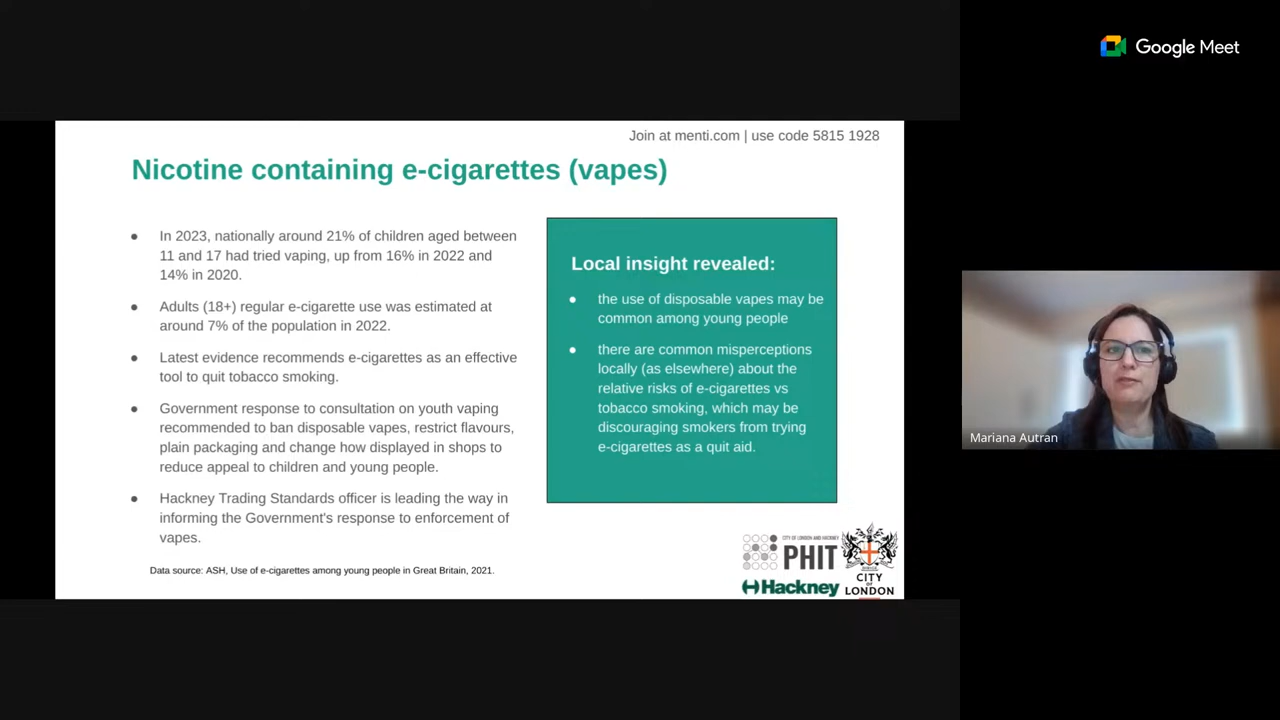 Google Meet
Join at menti.com | use code 5815 1928
Nicotine containing e-cigarettes (vapes)
● In 2023, nationally around 21% of children aged between
11 and 17 had tried vaping, up from 16% in 2022 and
14% in 2020.
● Adults (18+) regular e-cigarette use was estimated at
around 7% of the population in 2022.
● Latest evidence recommends e-cigarettes as an effective
tool to quit tobacco smoking.
● Government response to consultation on youth vaping
recommended to ban disposable vapes, restrict flavours,
plain packaging and change how displayed in shops to
reduce appeal to children and young people.
● Hackney Trading Standards officer is leading the way in
informing the Government's response to enforcement of
vapes.
Data source: ASH, Use of e-cigarettes among young people in Great Britain, 2021.
Local insight revealed:
● the use of disposable vapes may be
common among young people
● there are common misperceptions
locally (as elsewhere) about the
relative risks of e-cigarettes vs
tobacco smoking, which may be
discouraging smokers from trying
e-cigarettes as a quit aid.
CITY OF LONDON AND HACKNEY
PHIT
Hackney
CITY
OF
LONDON
Mariana Autran